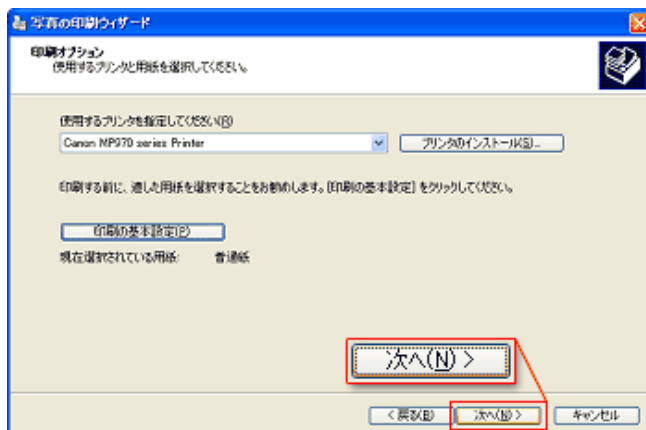 写真の印刷ウィザード
印刷オプション
使用するプリンタと用紙を選択してください。
使用するプリンタを指定してください(R)
Canon MP970 series Printer
プリンタのインストール(S)...
印刷する前に、適した用紙を選択することをお勧めします。[印刷の基本設定] をクリックしてください。
印刷の基本設定(P)
現在選択されている用紙: 普通紙
次へ(N) >
< 戻る(B)
次へ(N) >
キャンセル